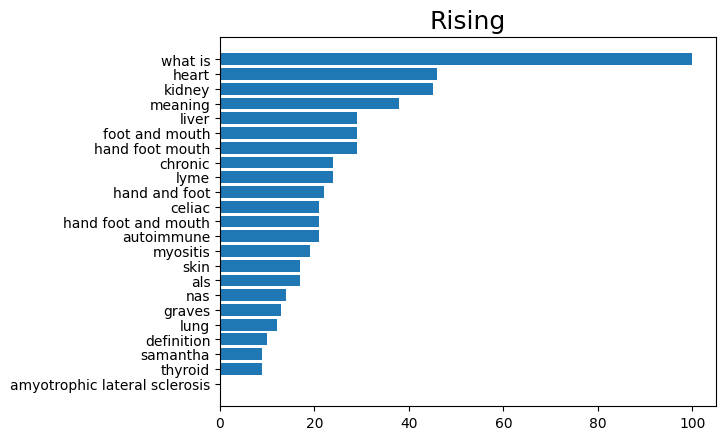 Rising
what is
heart
kidney
meaning
liver
foot and mouth
hand foot mouth
chronic
lyme
hand and foot
celiac
hand foot and mouth
autoimmune
myositis
skin
als
nas
graves
lung
definition
samantha
thyroid
amyotrophic lateral sclerosis
0 20 40 60 80 100